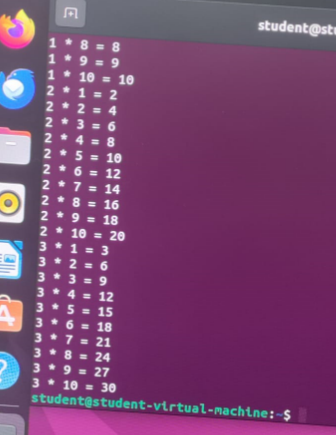 student@stu
1 * 8 = 8
1 * 9 = 9
1 * 10 = 10
2 * 1 = 2
2 * 2 = 4
2 * 3 = 6
2 * 4 = 8
2 * 5 = 10
2 * 6 = 12
2 * 7 = 14
2 * 8 = 16
2 * 9 = 18
2 * 10 = 20
3 * 1 = 3
3 * 2 = 6
3 * 3 = 9
3 * 4 = 12
3 * 5 = 15
3 * 6 = 18
3 * 7 = 21
3 * 8 = 24
3 * 9 = 27
3 * 10 = 30
student@student-virtual-machine:~$